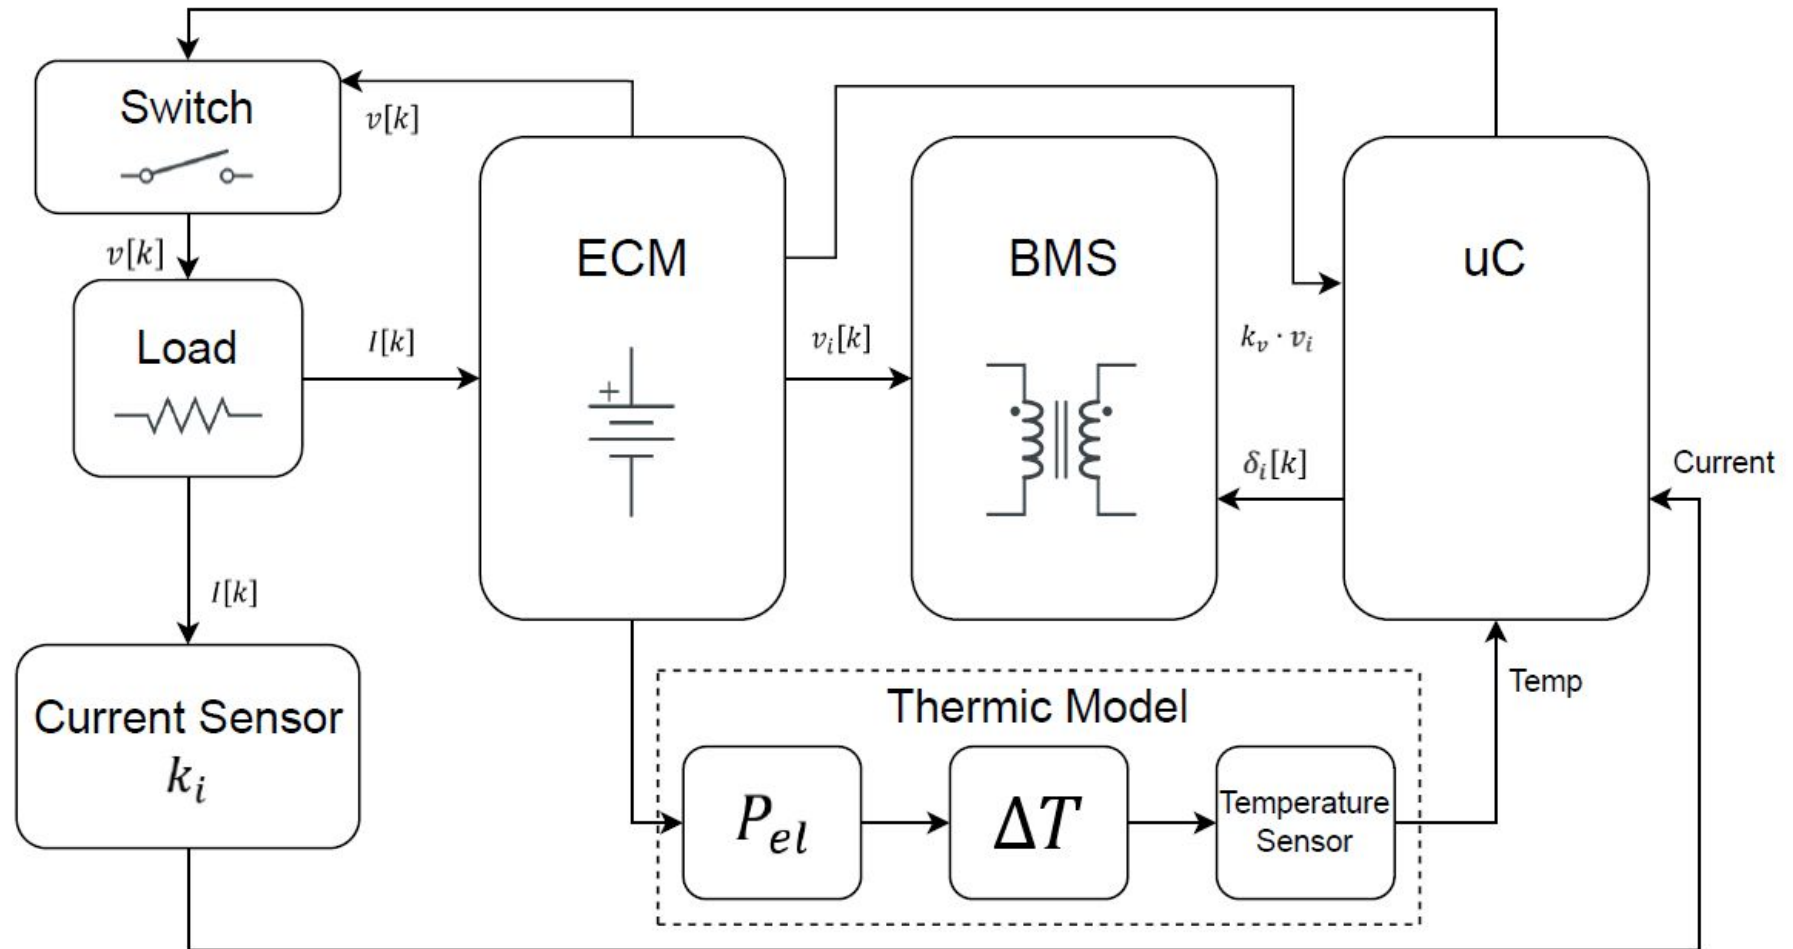 Switch
v[k]
v[k]
ECM
BMS
uC
Load
I[k]
v_i[k]
k_v · v_i
+
δ_i[k]
Current
I[k]
Temp
Current Sensor
k_i
Thermic Model
P_el
ΔT
Temperature
Sensor